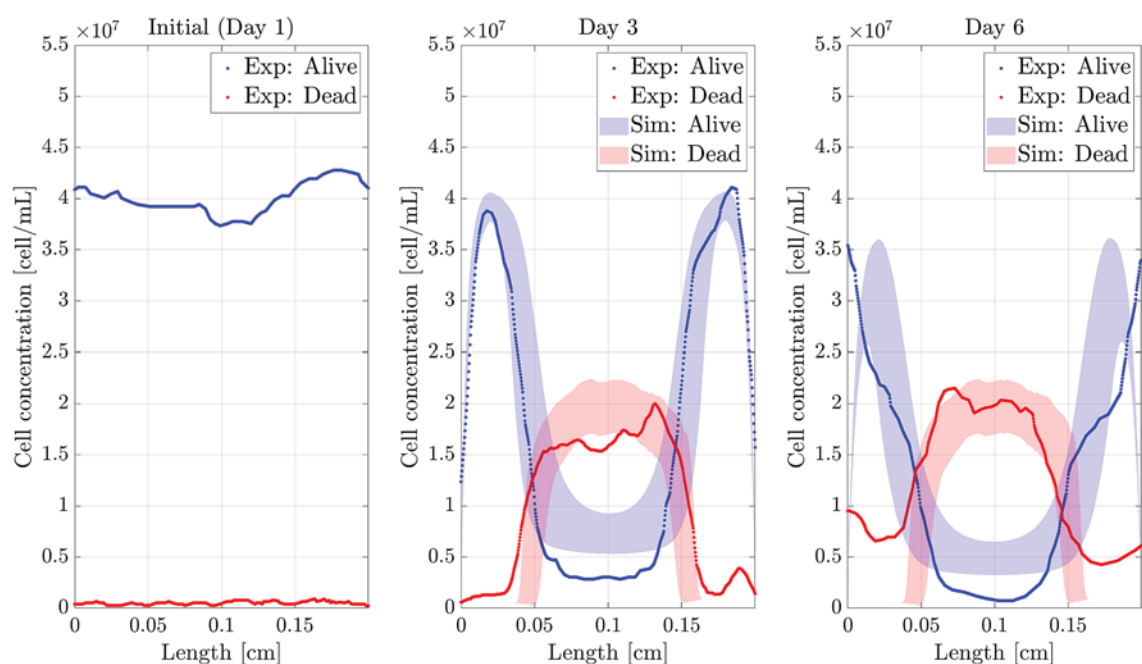 ×10⁷ Initial (Day 1)
5.5
5
4.5
4
3.5
3
2.5
2
1.5
1
0.5
0
0 0.05 0.1 0.15
Length [cm]
Cell concentration [cell/mL]
Exp: Alive
Exp: Dead
×10⁷ Day 3
5.5
5
4.5
4
3.5
3
2.5
2
1.5
1
0.5
0
0 0.05 0.1 0.15
Length [cm]
Cell concentration [cell/mL]
Exp: Alive
Exp: Dead
Sim: Alive
Sim: Dead
×10⁷ Day 6
5.5
5
4.5
4
3.5
3
2.5
2
1.5
1
0.5
0
0 0.05 0.1 0.15
Length [cm]
Cell concentration [cell/mL]
Exp: Alive
Exp: Dead
Sim: Alive
Sim: Dead